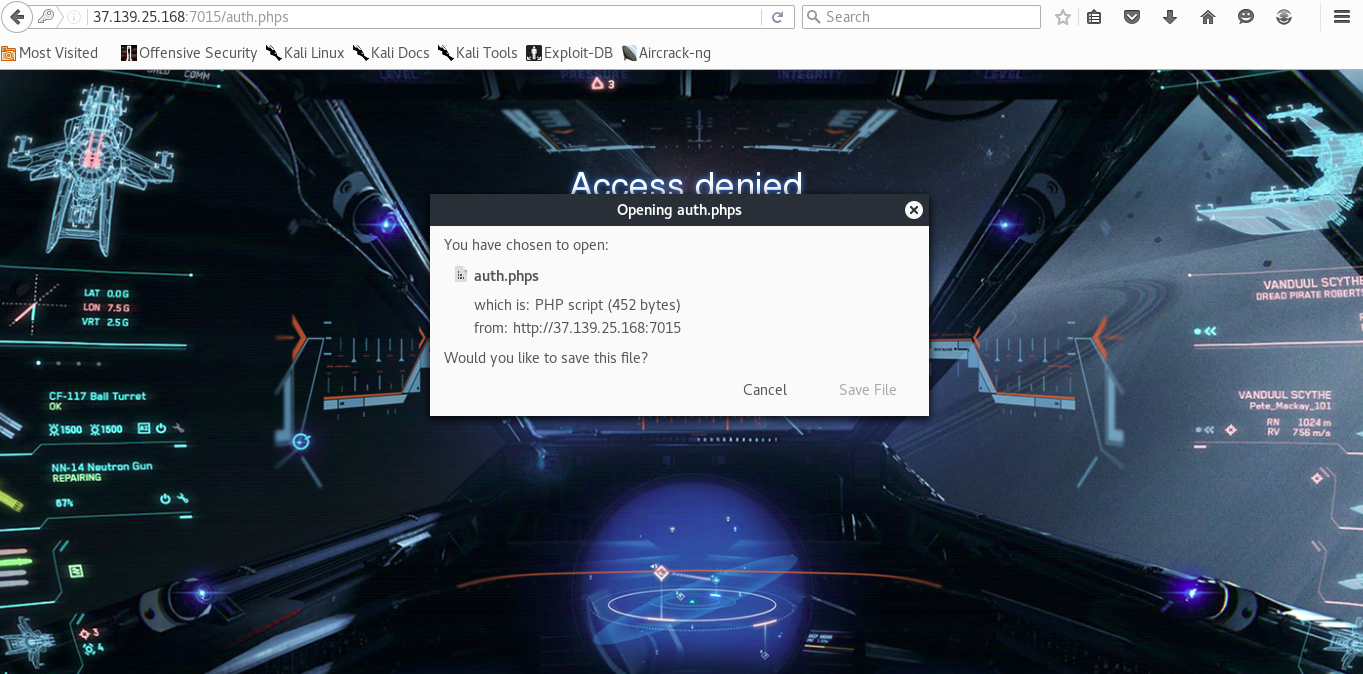 37.139.25.168:7015/auth.phps
Search
Most Visited
Offensive Security
Kali Linux
Kali Docs
Kali Tools
Exploit-DB
Aircrack-ng
COMM
LEVEL
PRESSURE
INTEGRITY
LEVEL
3
Access denied
Opening auth.phps
You have chosen to open:
auth.phps
which is: PHP script (452 bytes)
from: http://37.139.25.168:7015
Would you like to save this file?
Cancel
Save File
LAT 0.0G
LON 7.5G
VRT 2.5G
CF-117 Ball Turret
OK
1500 1500
NN-14 Neutron Gun
REPAIRING
67%
3
4
VANDUUL SCYTHE
DREAD PIRATE ROBERTS
VANDUUL SCYTHE
Pete_Mackay_101
RN 1024 m
RV 756 m/s